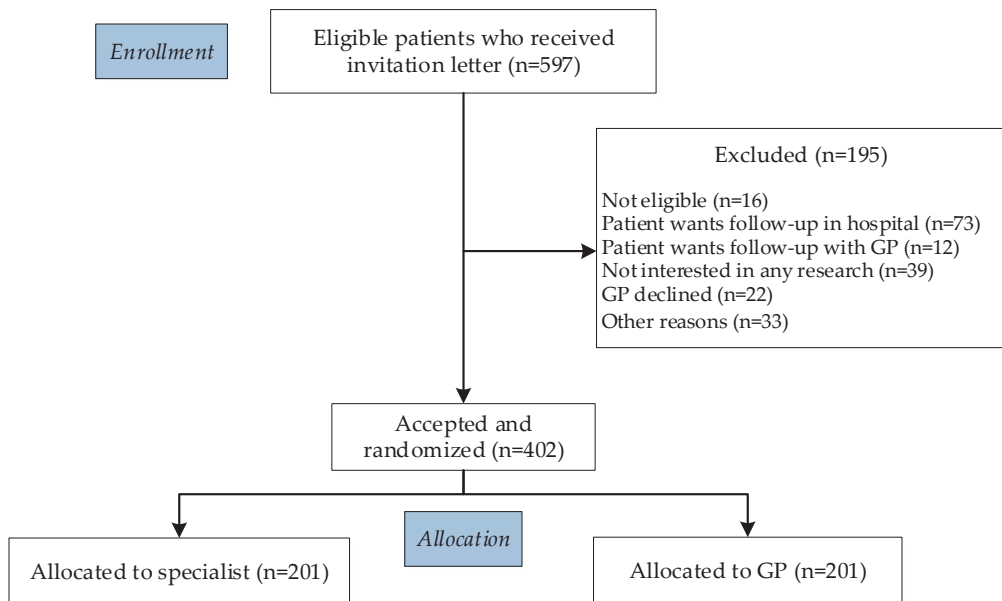 Enrollment
Eligible patients who received
invitation letter (n=597)
Excluded (n=195)
Not eligible (n=16)
Patient wants follow-up in hospital (n=73)
Patient wants follow-up with GP (n=12)
Not interested in any research (n=39)
GP declined (n=22)
Other reasons (n=33)
Accepted and
randomized (n=402)
Allocation
Allocated to specialist (n=201)
Allocated to GP (n=201)